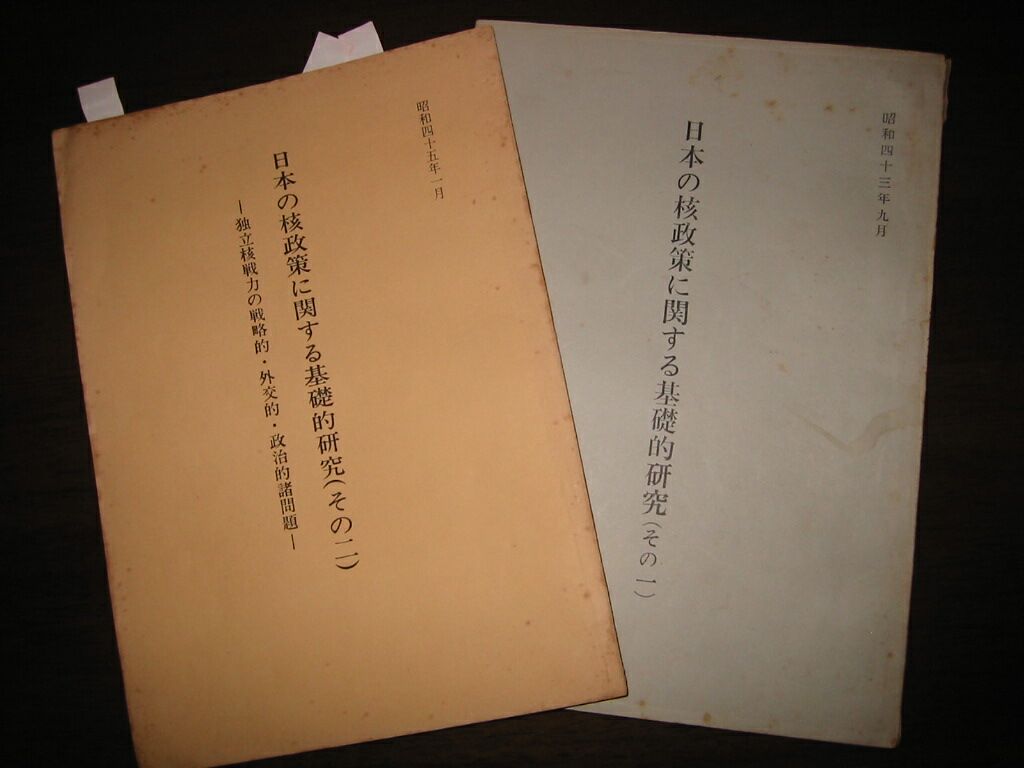 昭和四十三年九月
日本の核政策に関する基礎的研究(その一)
昭和四十五年一月
日本の核政策に関する基礎的研究(その二)
―独立核戦力の戦略的・外交的・政治的諸問題―